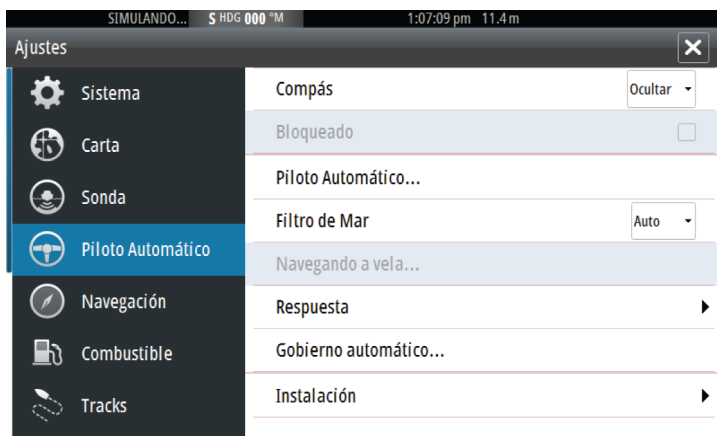 SIMULANDO... S HDG 000 °M 1:07:09 pm 11.4 m
Ajustes
Sistema
Carta
Sonda
Piloto Automático
Navegación
Combustible
Tracks
Compás Ocultar
Bloqueado
Piloto Automático...
Filtro de Mar Auto
Navegando a vela...
Respuesta
Gobierno automático...
Instalación